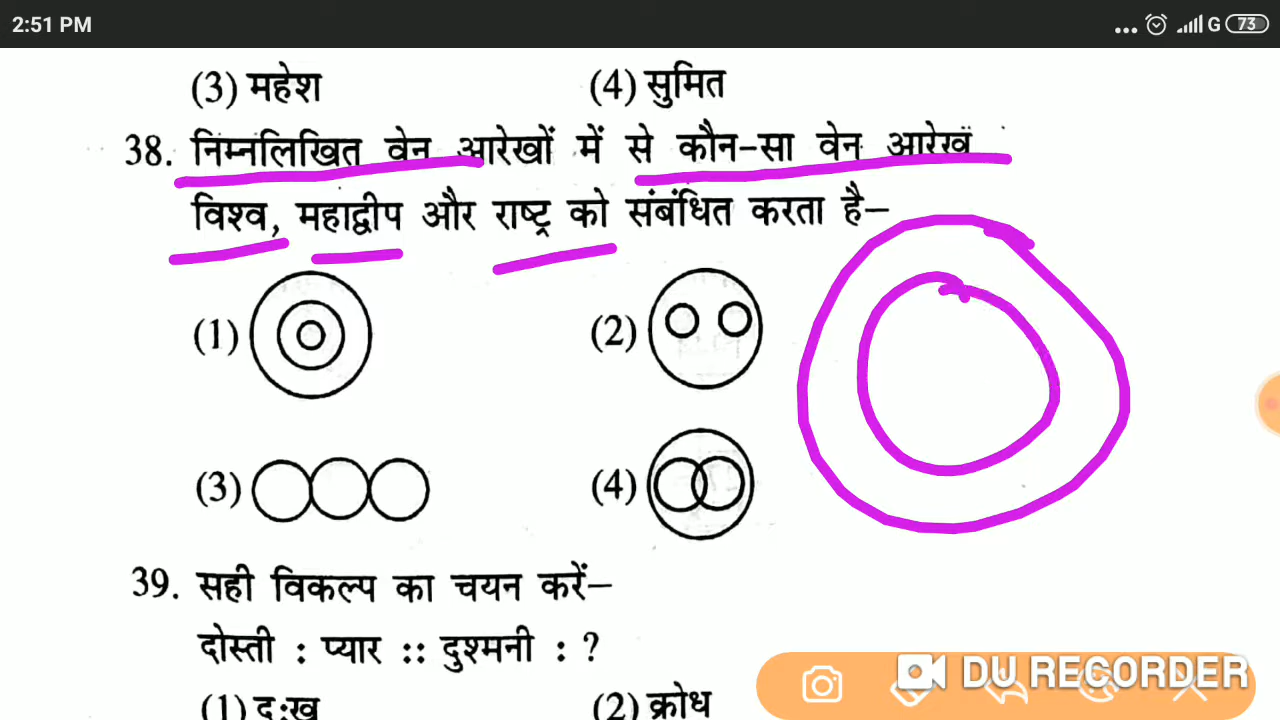 2:51 PM
... G 73
(3) महेश (4) सुमित
38. निम्नलिखित वेन आरेखों में से कौन-सा वेन आरेख
विश्व, महाद्वीप और राष्ट्र को संबंधित करता है–
(1) (2)
(3) (4)
39. सही विकल्प का चयन करें–
दोस्ती : प्यार :: दुश्मनी : ?
DU RECORDER
(1) दुःख (2) क्रोध